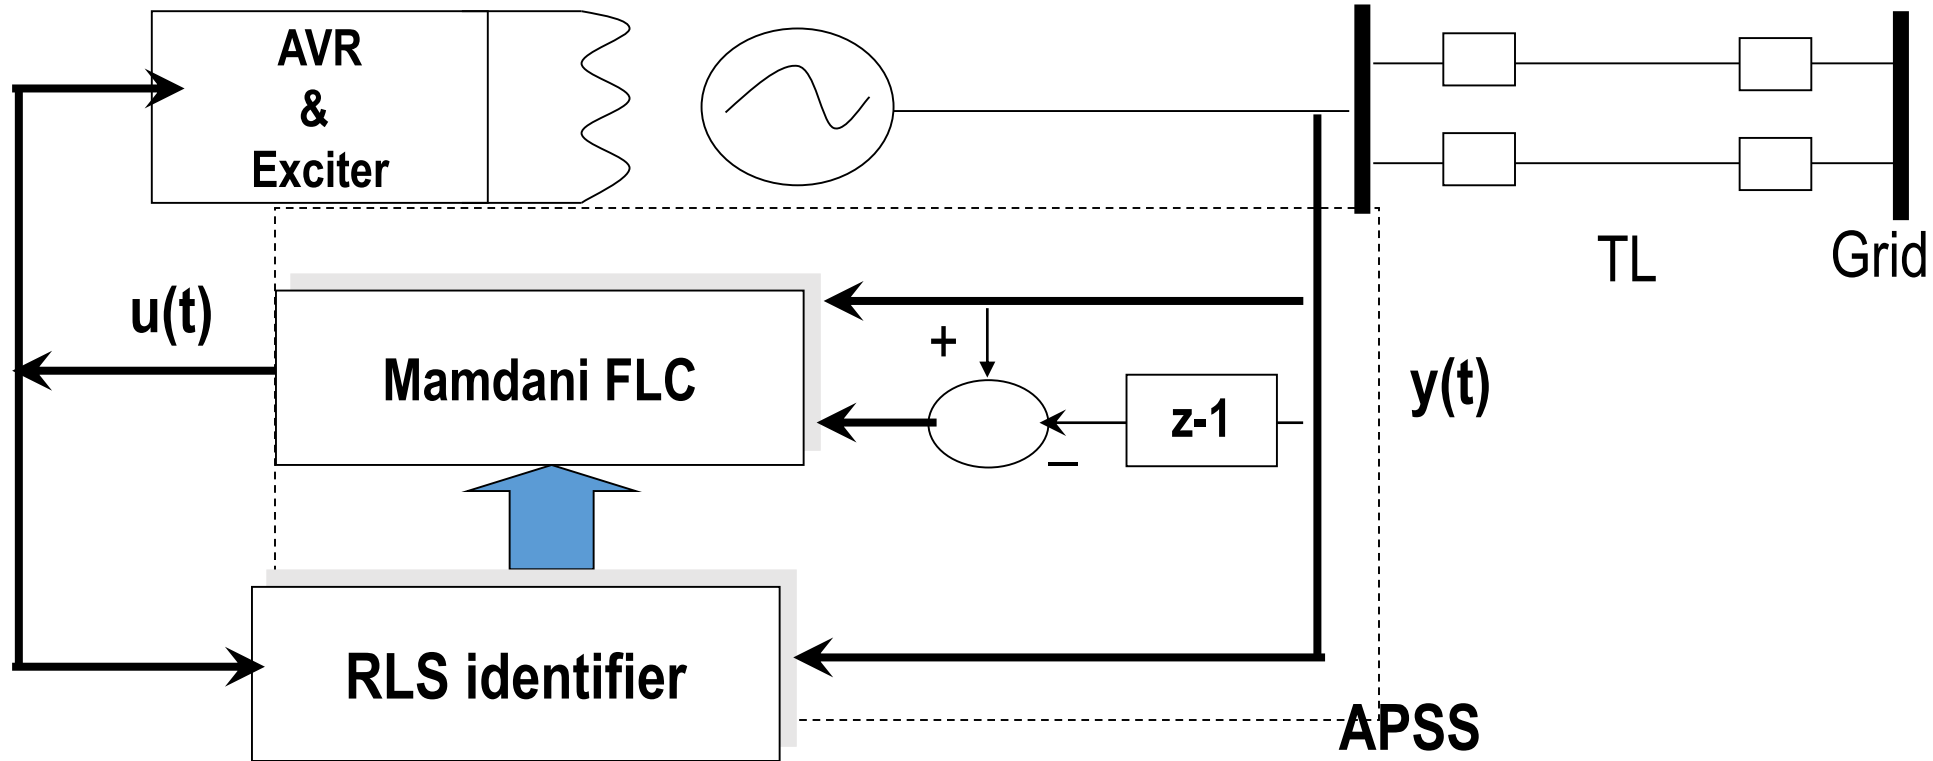 AVR
&
Exciter
TL
Grid
u(t)
Mamdani FLC
+
z-1
–
y(t)
RLS identifier
APSS